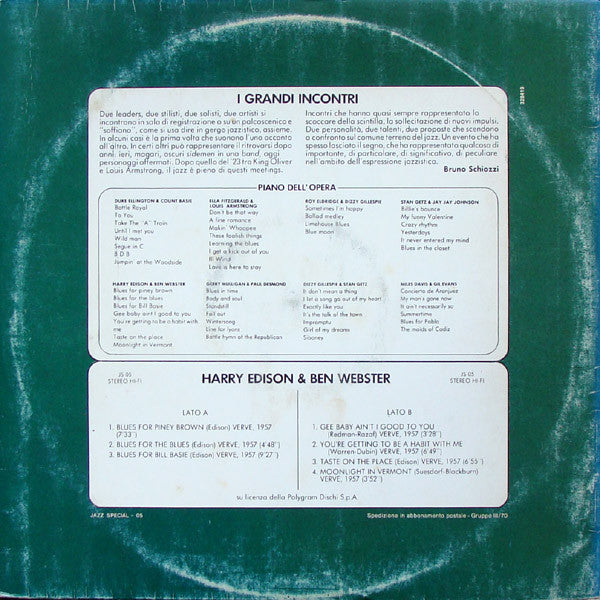 328419
I GRANDI INCONTRI
Due leaders, due stilisti, due solisti, due artisti si
incontrano in sala di registrazione o su un palcoscenico e
"soffiano", come si usa dire in gergo jazzistico, assieme.
In alcuni casi è la prima volta che suonano l'uno accanto
all'altro. In certi altri può rappresentare il ritrovarsi dopo
anni: ieri, magari, oscuri sidemen in una band, oggi
personaggi affermati. Dopo quello del '23 tra King Oliver
e Louis Armstrong, il jazz è pieno di questi meetings.
Incontri che hanno quasi sempre rappresentato lo
scoccare della scintilla, la sollecitazione di nuovi impulsi.
Due personalità, due talenti, due proposte che scendono
a confronto sul comune terreno del jazz. Un evento che ha
spesso lasciato il segno, che ha rappresentato qualcosa di
importante, di particolare, di significativo, di peculiare
nell'ambito dell'espressione jazzistica.
Bruno Schiozzi
PIANO DELL'OPERA
DUKE ELLINGTON & COUNT BASIE
Battle Royal
To You
Take The "A" Train
Until I met you
Wild man
Segue in C
B D B
Jumpin' at the Woodside
ELLA FITZGERALD &
LOUIS ARMSTRONG
Don't be that way
A fine romance
Makin' Whoopee
These foolish things
Learning the blues
I get a kick out of you
Ill Wind
Love is here to stay
ROY ELDRIDGE & DIZZY GILLESPIE
Sometimes I'm happy
Ballad medley
Limehouse Blues
Blue moon
STAN GETZ & JAY JAY JOHNSON
Billie's bounce
My funny Valentine
Crazy rhythm
Yesterdays
It never entered my mind
Blues in the closet
HARRY EDISON & BEN WEBSTER
Blues for piney brown
Blues for the blues
Blues for Bill Basie
Gee baby ain't I good to you
You're getting to be a habit with
me
Taste on the place
Moonlight in Vermont
GERRY MULLIGAN & PAUL DESMOND
Blues in time
Body and soul
Standstill
Fall out
Wintersong
Line for lyons
Battle hymn of the Republican
DIZZY GILLESPIE & STAN GETZ
It don't mean a thing
I let a song go out of my heart
Exactly like you
It's the talk of the town
Impromptu
Girl of my dreams
Siboney
MILES DAVIS & GIL EVANS
Concierto de Aranjuez
My man's gone now
It ain't necessarily so
Summertime
Blues for Pablo
The maids of Cadiz
JS 05
STEREO HI-FI
HARRY EDISON & BEN WEBSTER
JS 05
STEREO HI-FI
LATO A
1. BLUES FOR PINEY BROWN (Edison) VERVE, 1957
(7'33'')
2. BLUES FOR THE BLUES (Edison) VERVE, 1957 (4'48'')
3. BLUES FOR BILL BASIE (Edison) VERVE, 1957 (9'27'')
LATO B
1. GEE BABY AIN'T I GOOD TO YOU
(Redman-Razaf) VERVE, 1957 (3'28'')
2. YOU'RE GETTING TO BE A HABIT WITH ME
(Warren-Dubin) VERVE, 1957 (6'49'')
3. TASTE ON THE PLACE (Edison) VERVE, 1957 (6'55'')
4. MOONLIGHT IN VERMONT (Suesdorf-Blackburn)
VERVE, 1957 (3'52'')
su licenza della Polygram Dischi S.p.A.
JAZZ SPECIAL - 05
Spedizione in abbonamento postale - Gruppo III/70